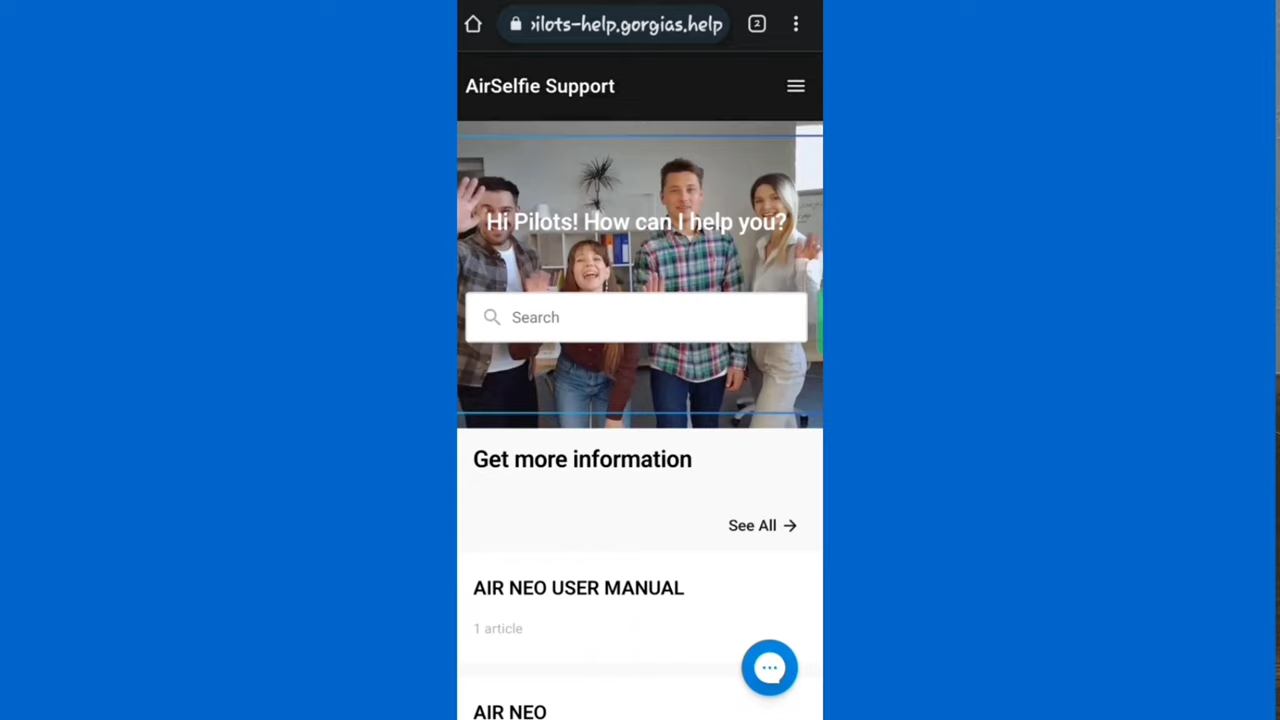 ilots-help.gorgias.help
2
AirSelfie Support
Hi Pilots! How can I help you?
Search
Get more information
See All
AIR NEO USER MANUAL
1 article
AIR NEO